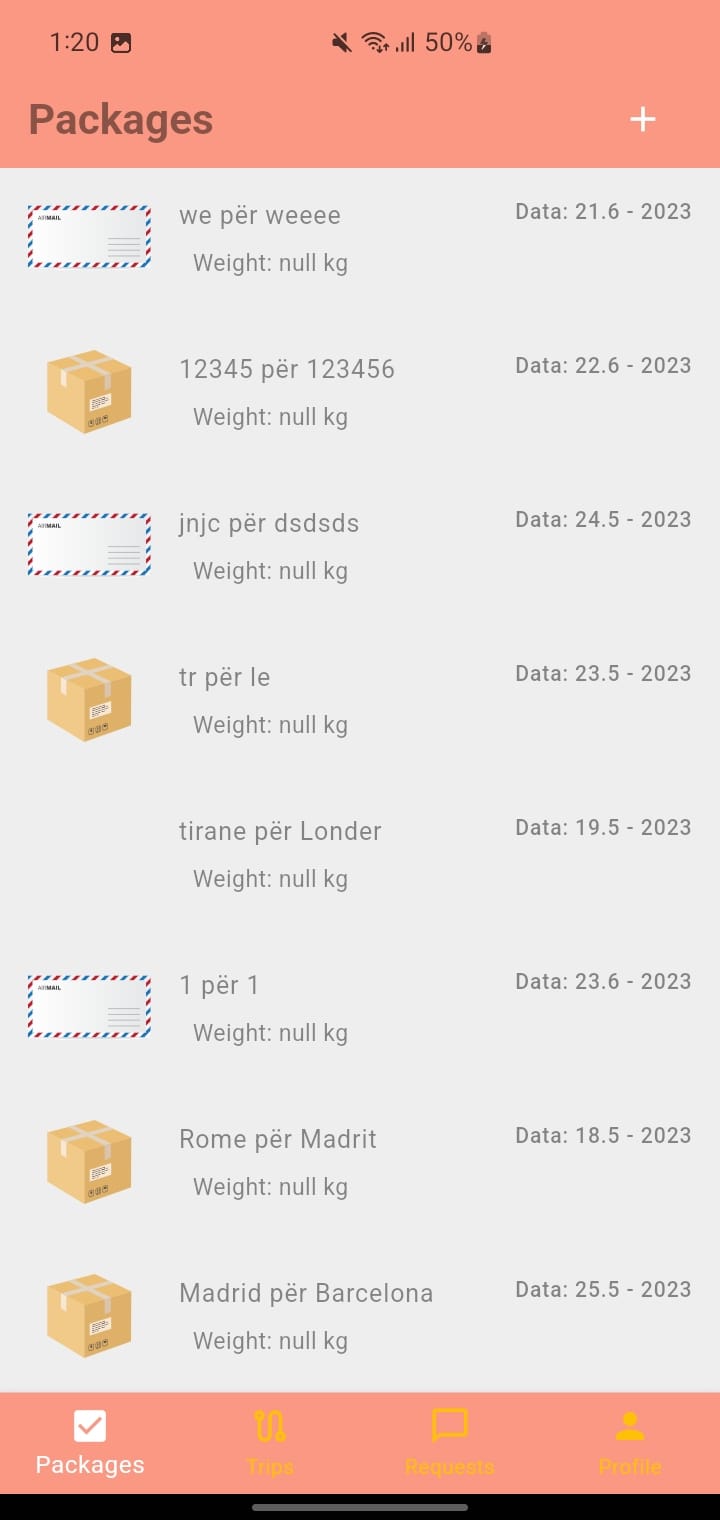 1:20 50%
Packages +
AIRMAIL
we për weeee Data: 21.6 - 2023
Weight: null kg
12345 për 123456 Data: 22.6 - 2023
Weight: null kg
AIRMAIL
jnjc për dsdsds Data: 24.5 - 2023
Weight: null kg
tr për le Data: 23.5 - 2023
Weight: null kg
tirane për Londer Data: 19.5 - 2023
Weight: null kg
AIRMAIL
1 për 1 Data: 23.6 - 2023
Weight: null kg
Rome për Madrit Data: 18.5 - 2023
Weight: null kg
Madrid për Barcelona Data: 25.5 - 2023
Weight: null kg
Packages Trips Requests Profile